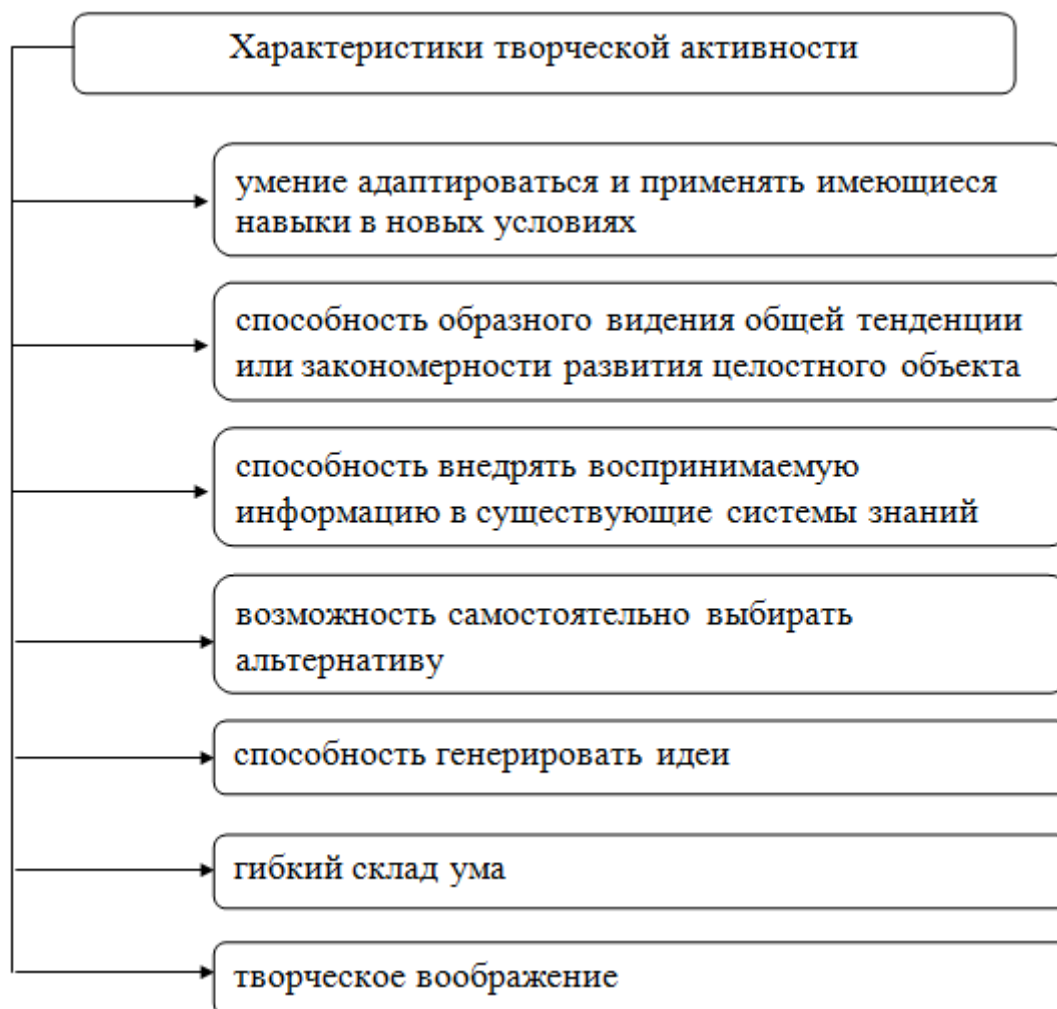 Характеристики творческой активности
умение адаптироваться и применять имеющиеся
навыки в новых условиях
способность образного видения общей тенденции
или закономерности развития целостного объекта
способность внедрять воспринимаемую
информацию в существующие системы знаний
возможность самостоятельно выбирать
альтернативу
способность генерировать идеи
гибкий склад ума
творческое воображение